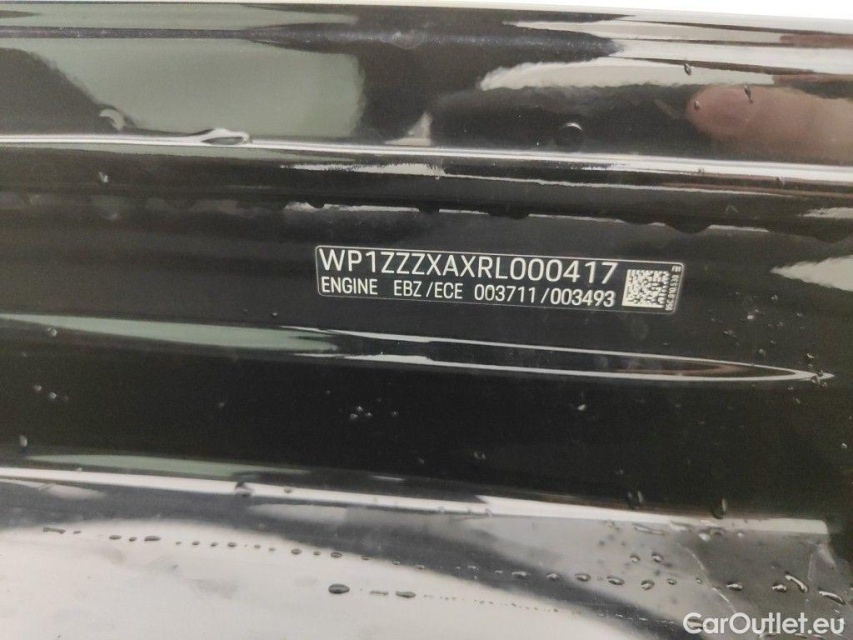 WP1ZZZXAXRL000417
ENGINE EBZ/ECE 003711/003493
CarOutlet.eu